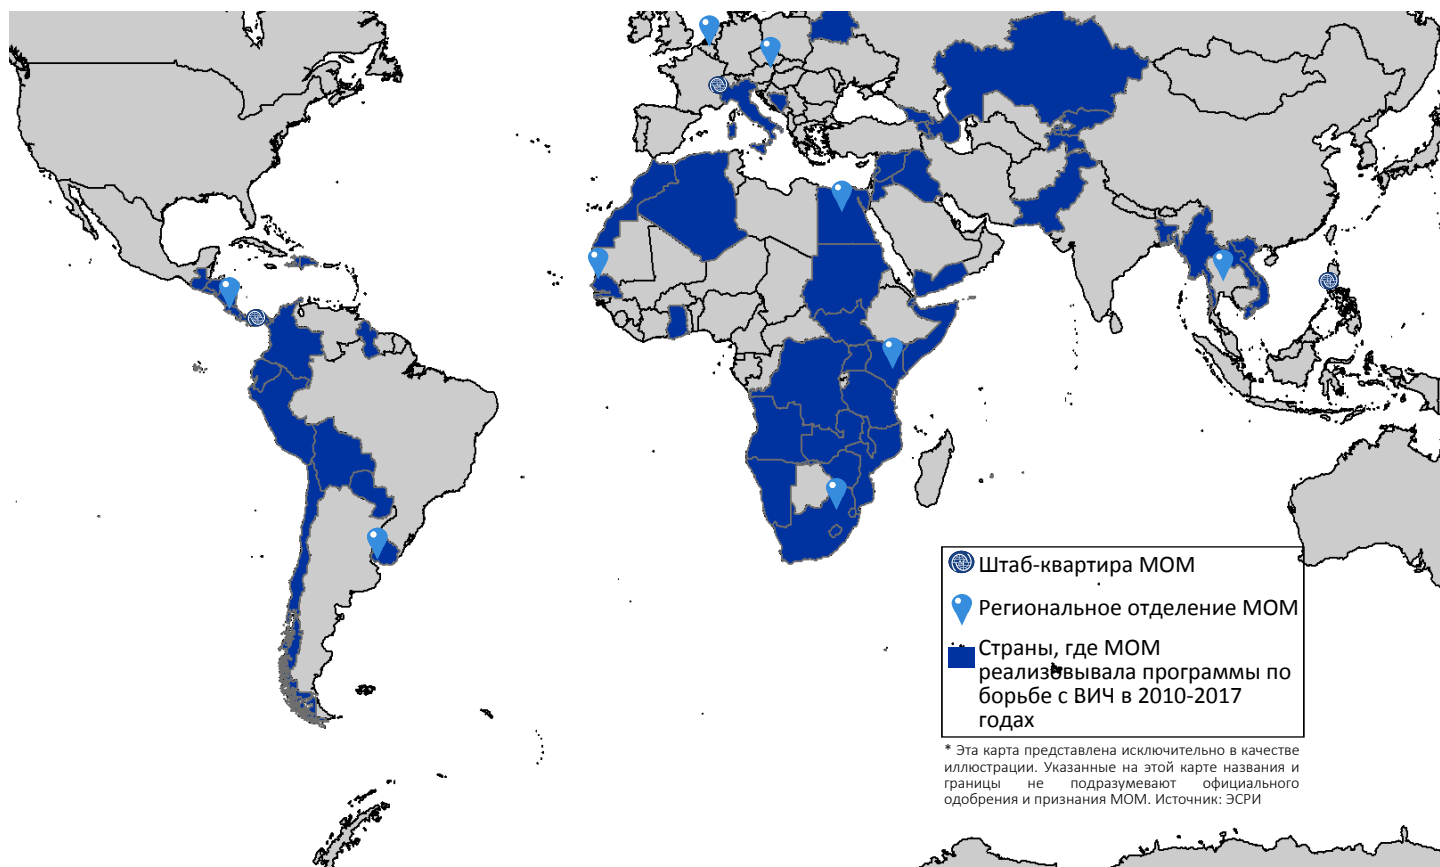 Штаб-квартира МОМ
Региональное отделение МОМ
Страны, где МОМ
реализовывала программы по
борьбе с ВИЧ в 2010-2017
годах
* Эта карта представлена исключительно в качестве
иллюстрации. Указанные на этой карте названия и
границы не подразумевают официального
одобрения и признания МОМ. Источник: ЭСРИ